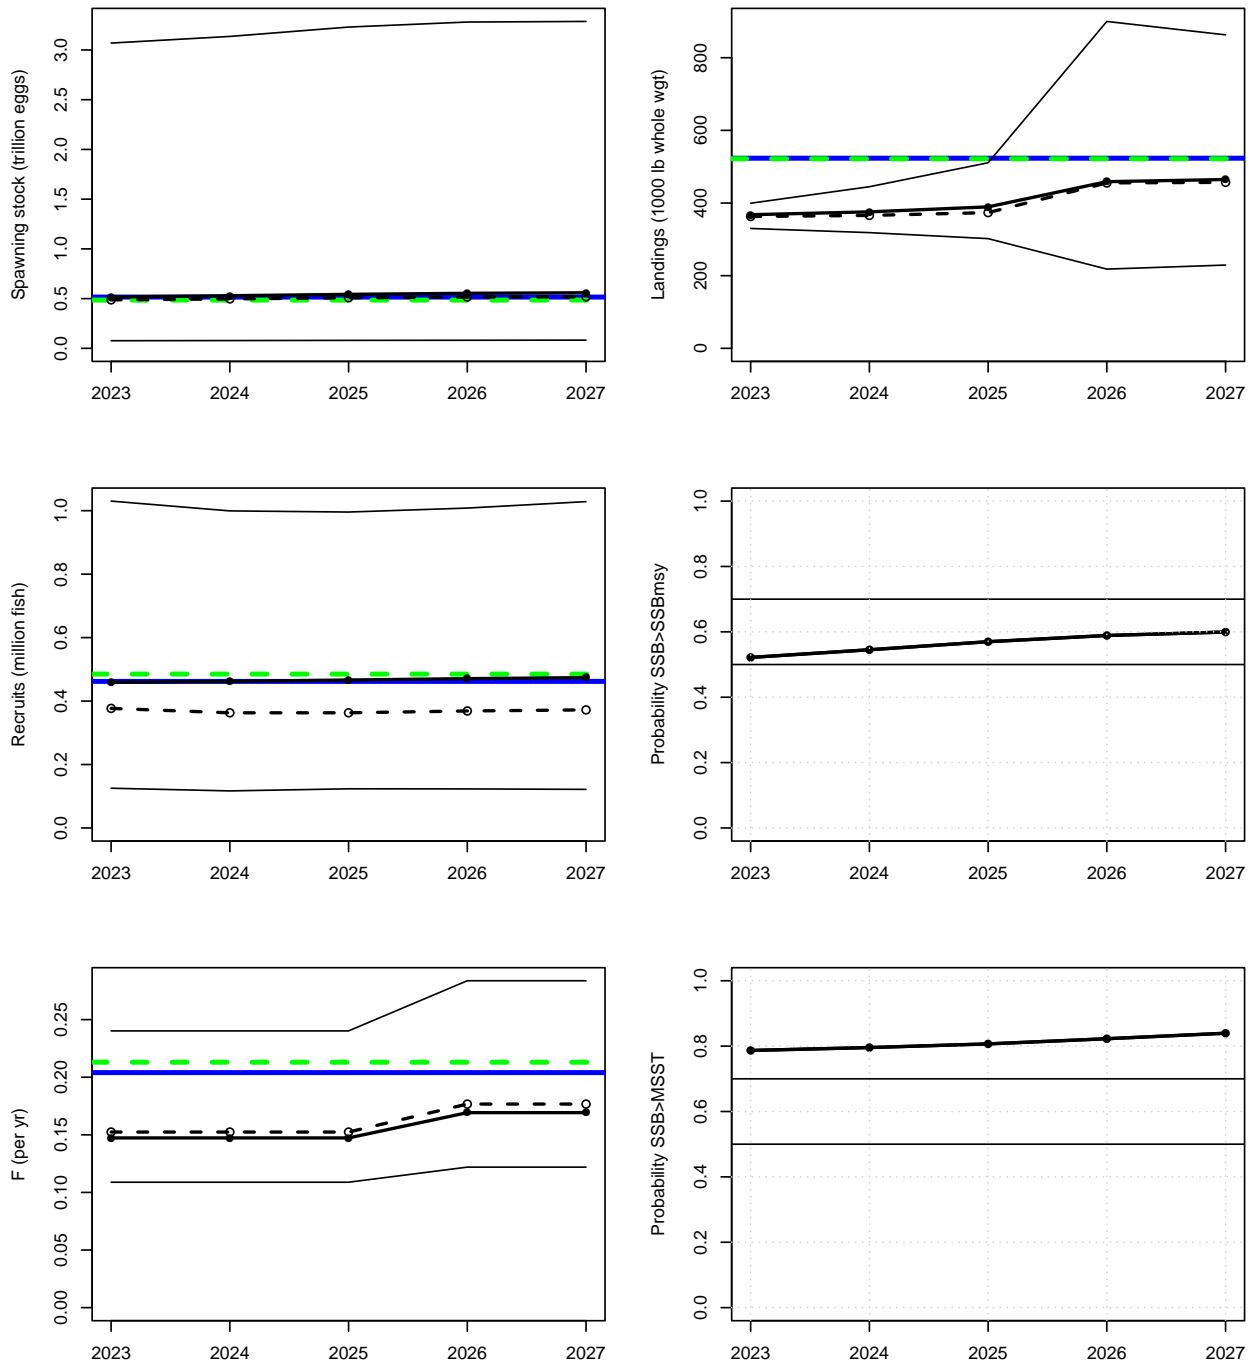 Spawning stock (trillion eggs)
0.0 0.5 1.0 1.5 2.0 2.5 3.0
2023 2024 2025 2026 2027
Landings (1000 lb whole wgt)
0 200 400 600 800
2023 2024 2025 2026 2027
Recruits (million fish)
0.0 0.2 0.4 0.6 0.8 1.0
2023 2024 2025 2026 2027
Probability SSB>SSBmsy
0.0 0.2 0.4 0.6 0.8 1.0
2023 2024 2025 2026 2027
F (per yr)
0.00 0.05 0.10 0.15 0.20 0.25
2023 2024 2025 2026 2027
Probability SSB>MSST
0.0 0.2 0.4 0.6 0.8 1.0
2023 2024 2025 2026 2027